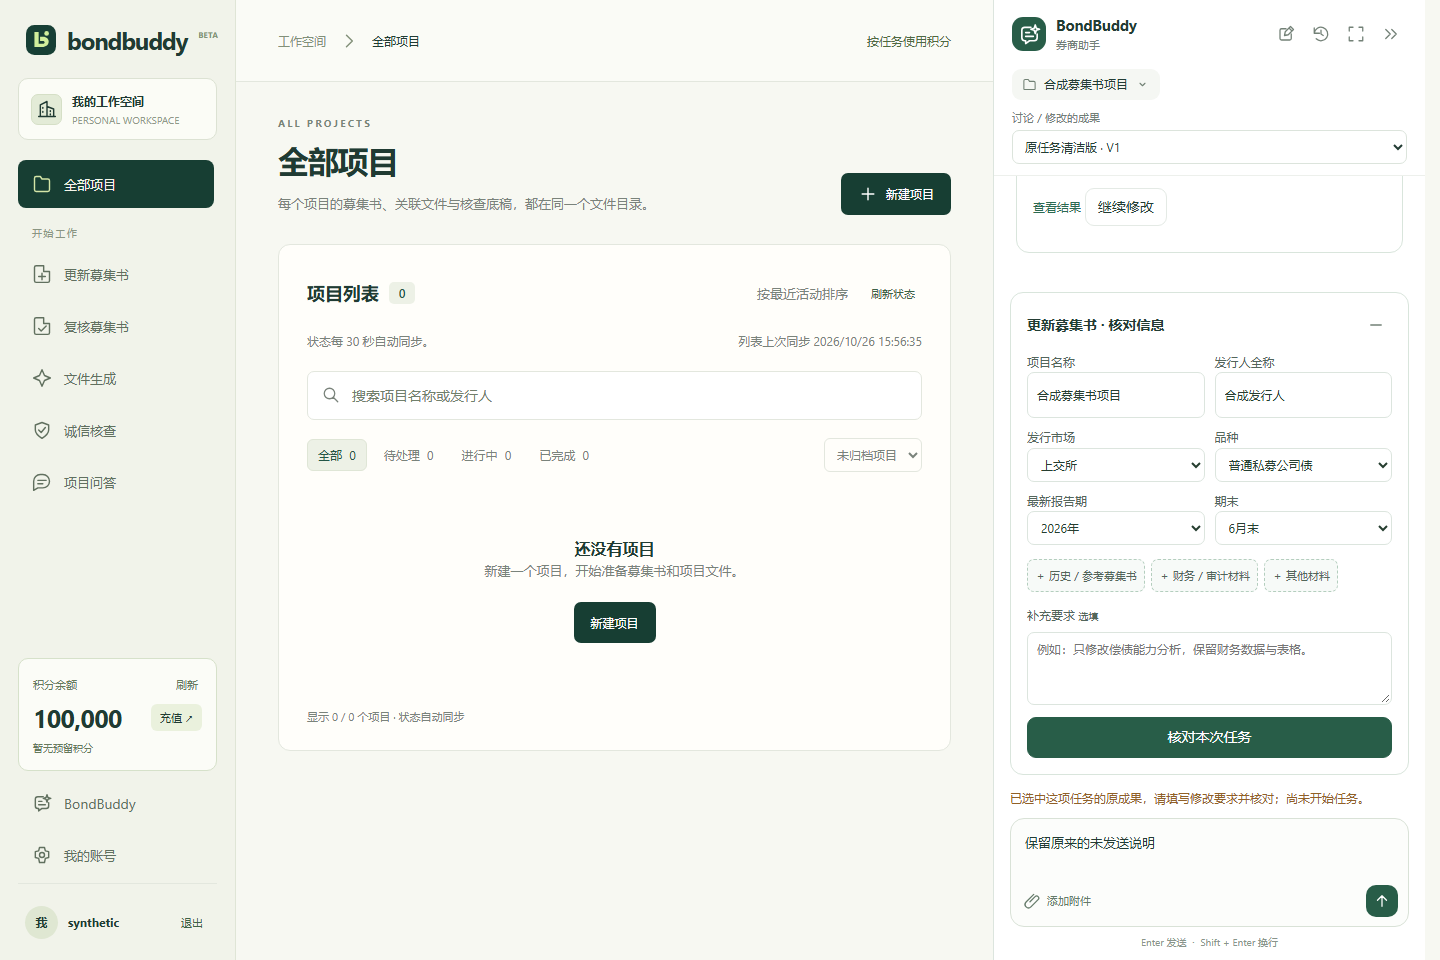 bondbuddy BETA
我的工作空间
PERSONAL WORKSPACE
全部项目
开始工作
更新募集书
复核募集书
文件生成
诚信核查
项目问答
积分余额 刷新
100,000 充值 ↗
暂无预留积分
BondBuddy
我的账号
我 synthetic 退出
工作空间 全部项目 按任务使用积分
ALL PROJECTS
全部项目
每个项目的募集书、关联文件与核查底稿，都在同一个文件目录。
新建项目
项目列表 0 按最近活动排序 刷新状态
状态每 30 秒自动同步。 列表上次同步 2026/10/26 15:56:35
搜索项目名称或发行人
全部 0 待处理 0 进行中 0 已完成 0 未归档项目
还没有项目
新建一个项目，开始准备募集书和项目文件。
新建项目
显示 0 / 0 个项目 · 状态自动同步
BondBuddy
券商助手
合成募集书项目
讨论 / 修改的成果
原任务清洁版 · V1
查看结果 继续修改
更新募集书 · 核对信息
项目名称 发行人全称
合成募集书项目 合成发行人
发行市场 品种
上交所 普通私募公司债
最新报告期 期末
2026年 6月末
+ 历史 / 参考募集书 + 财务 / 审计材料 + 其他材料
补充要求 选填
例如：只修改偿债能力分析，保留财务数据与表格。
核对本次任务
已选中这项任务的原成果，请填写修改要求并核对；尚未开始任务。
保留原来的未发送说明
添加附件
Enter 发送 · Shift + Enter 换行